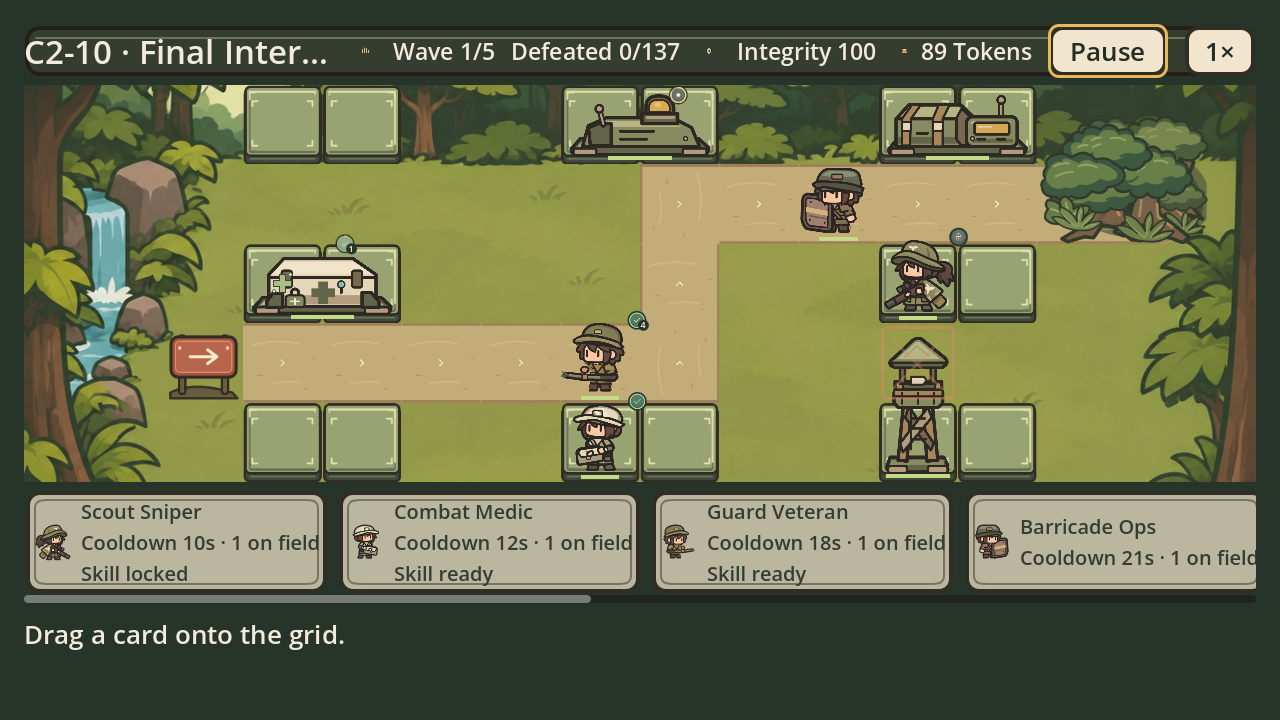 C2-10 · Final Inter...
Wave 1/5
Defeated 0/137
Integrity 100
89 Tokens
Pause
1×
1
4
Scout Sniper
Cooldown 10s · 1 on field
Skill locked
Combat Medic
Cooldown 12s · 1 on field
Skill ready
Guard Veteran
Cooldown 18s · 1 on field
Skill ready
Barricade Ops
Cooldown 21s · 1 on field
Drag a card onto the grid.